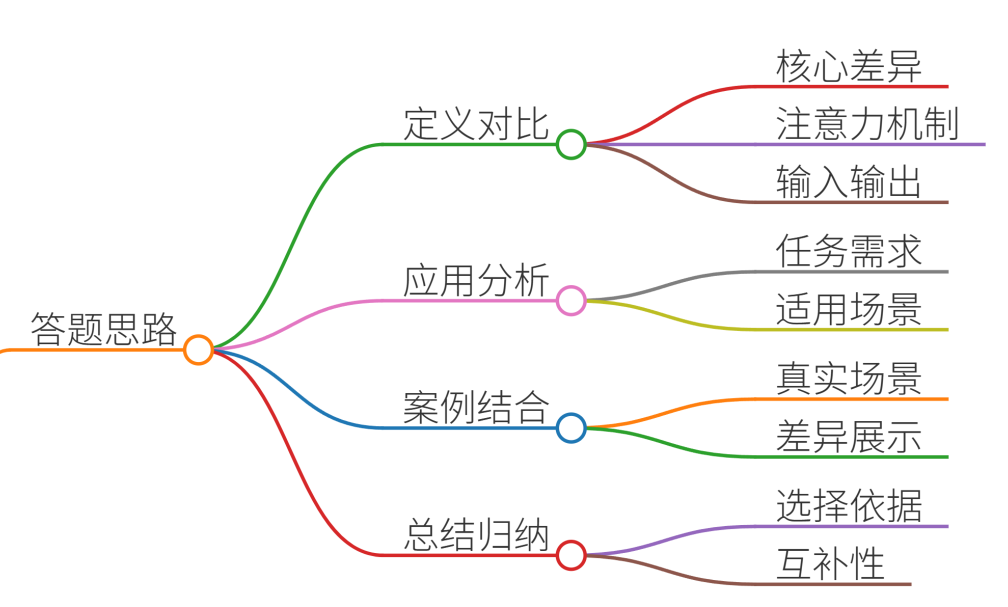 答题思路
定义对比
核心差异
注意力机制
输入输出
应用分析
任务需求
适用场景
案例结合
真实场景
差异展示
总结归纳
选择依据
互补性